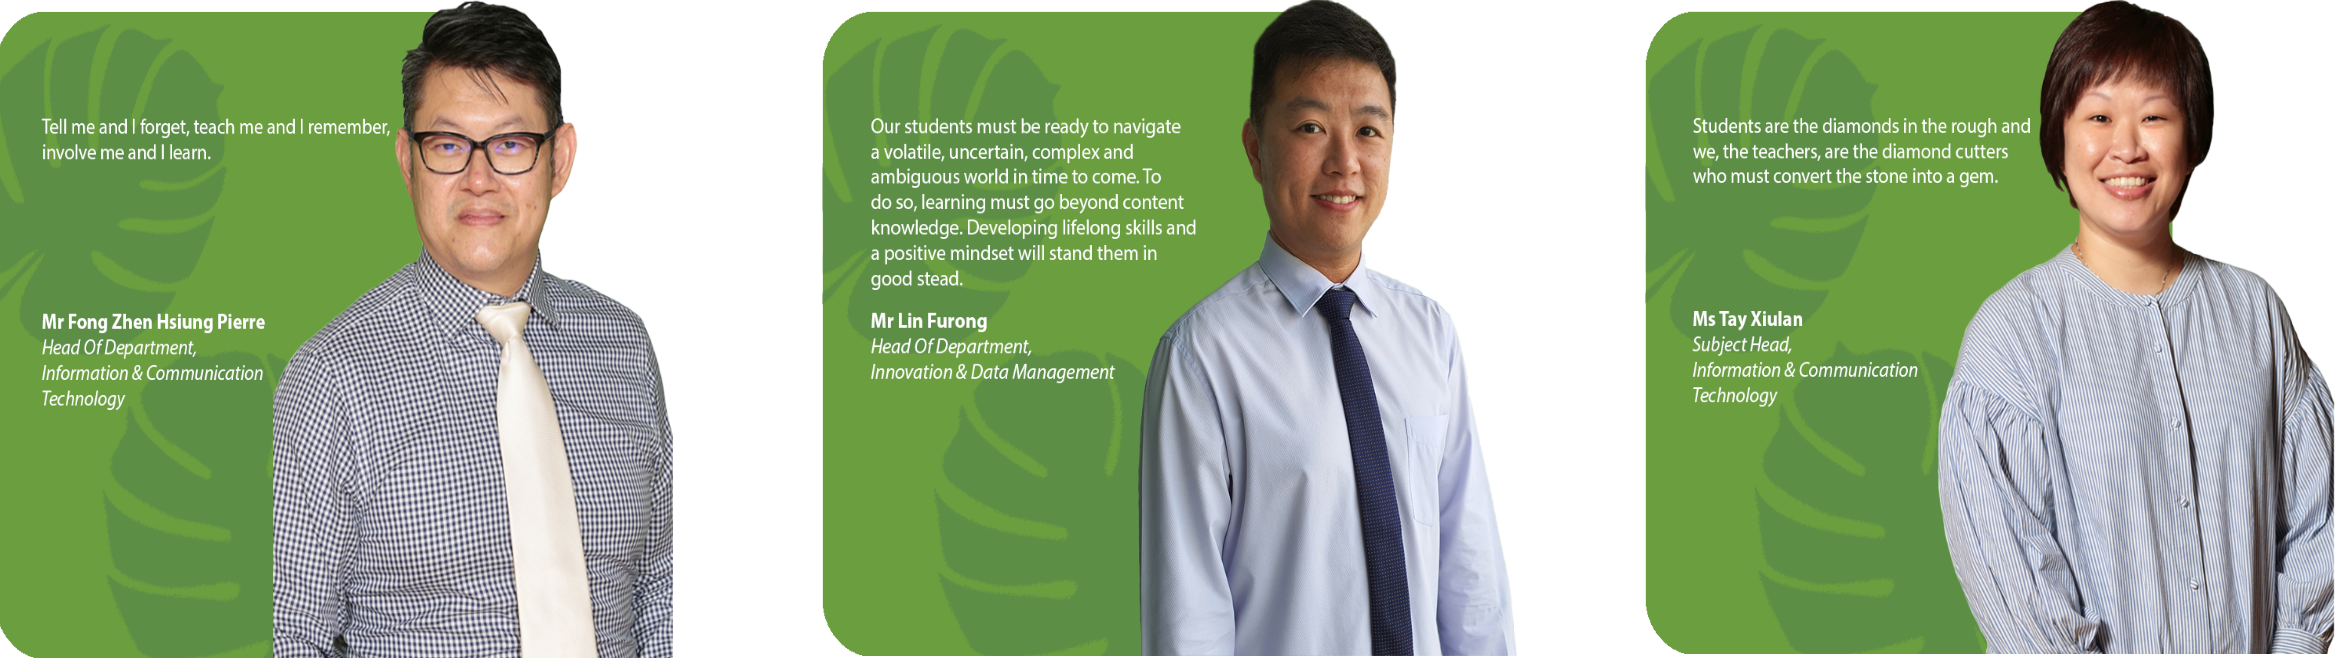 Tell me and I forget, teach me and I remember,
involve me and I learn.
Mr Fong Zhen Hsiung Pierre
Head Of Department,
Information & Communication
Technology
Our students must be ready to navigate
a volatile, uncertain, complex and
ambiguous world in time to come. To
do so, learning must go beyond content
knowledge. Developing lifelong skills and
a positive mindset will stand them in
good stead.
Mr Lin Furong
Head Of Department,
Innovation & Data Management
Students are the diamonds in the rough and
we, the teachers, are the diamond cutters
who must convert the stone into a gem.
Ms Tay Xiulan
Subject Head,
Information & Communication
Technology